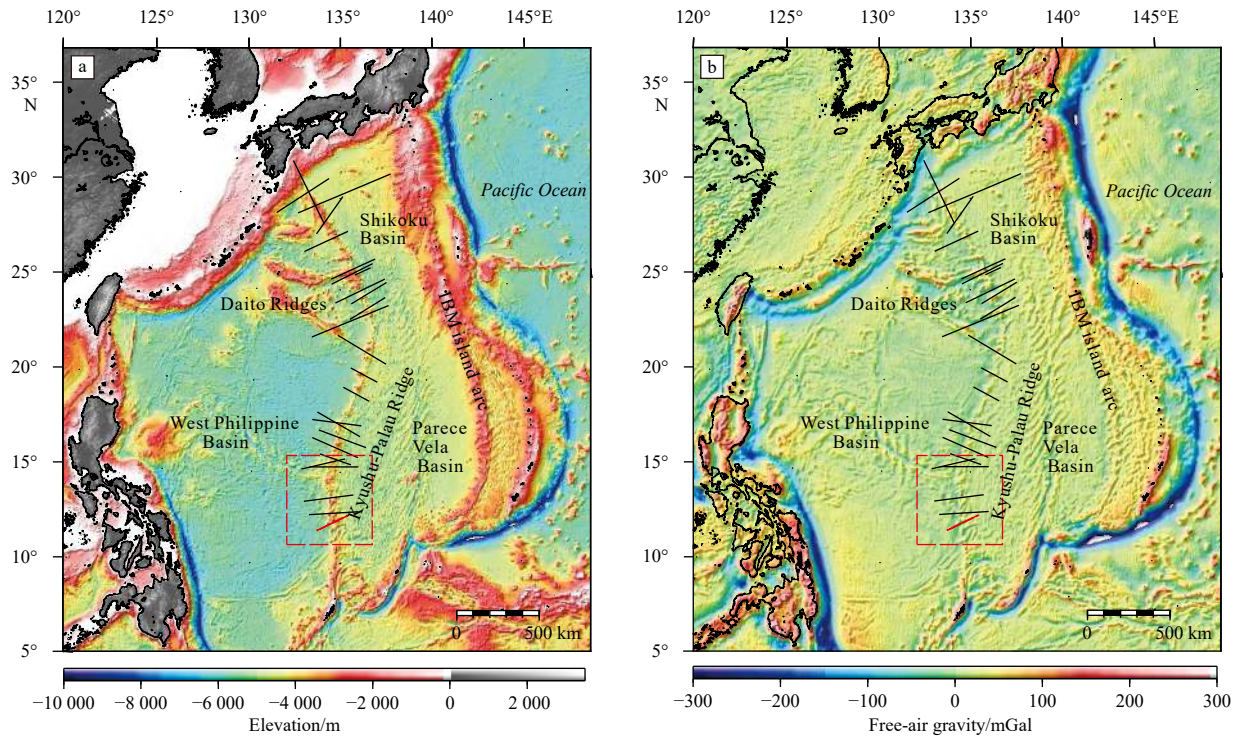 120° 125° 130° 135° 140° 145°E
a
35°
N
30°
25°
20°
15°
10°
5°
Pacific Ocean
Shikoku
Basin
Daito Ridges
IBM island arc
West Philippine
Basin
Kyushu-Palau Ridge
Parece
Vela
Basin
0 500 km
−10 000 −8 000 −6 000 −4 000 −2 000 0 2 000
Elevation/m
120° 125° 130° 135° 140° 145°E
b
35°
N
30°
25°
20°
15°
10°
5°
Pacific Ocean
Shikoku
Basin
Daito Ridges
IBM island arc
West Philippine
Basin
Kyushu-Palau Ridge
Parece
Vela
Basin
0 500 km
−300 −200 −100 0 100 200 300
Free-air gravity/mGal